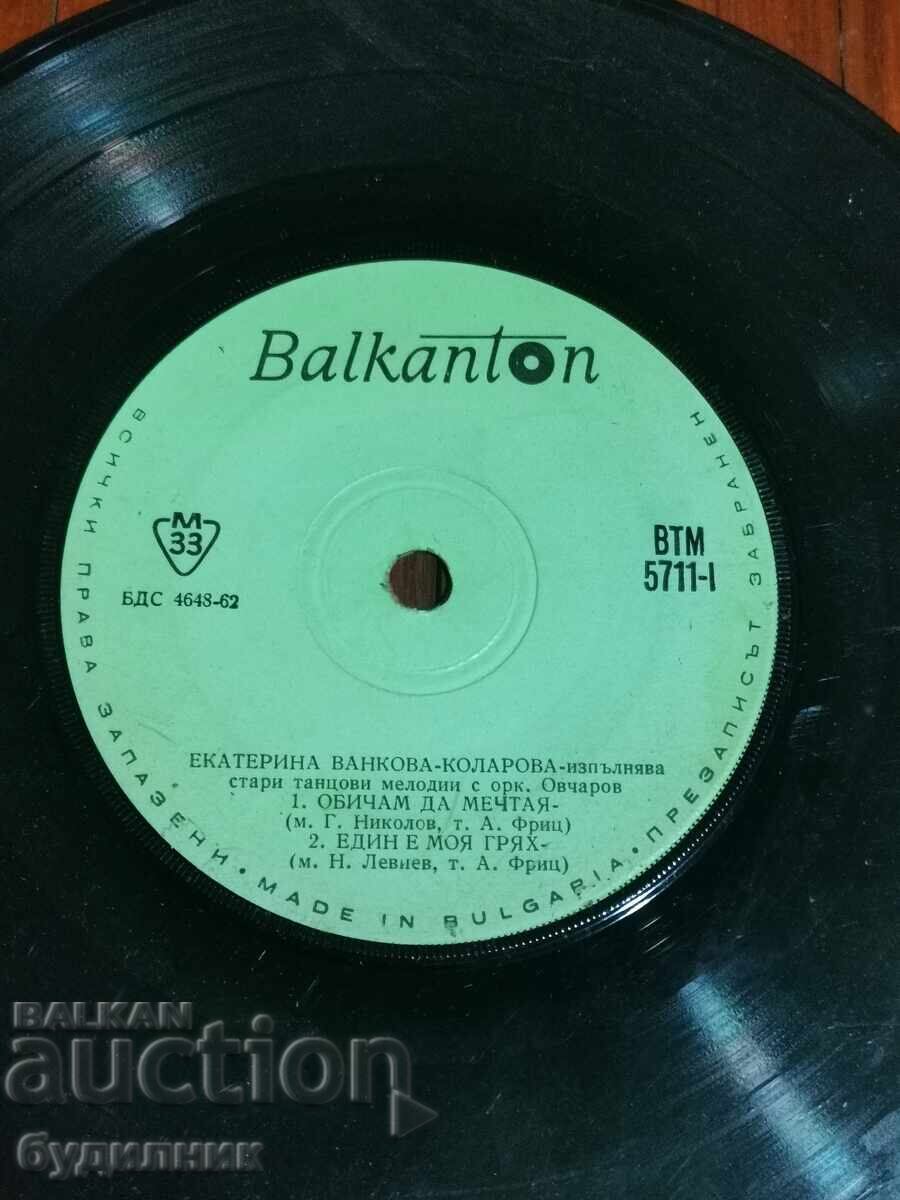 Balkanton
ВСИЧКИ ПРАВА ЗАПАЗЕНИ · MADE IN BULGARIA · ПРЕЗАПИСЪТ ЗАБРАНЕН
M
33
БДС 4648-62
ВТМ
5711-I
ЕКАТЕРИНА ВАНКОВА-КОЛАРОВА-изпълнява
стари танцови мелодии с орк. Овчаров
1. ОБИЧАМ ДА МЕЧТАЯ-
(м. Г. Николов, т. А. Фриц)
2. ЕДИН Е МОЯ ГРЯХ-
(м. Н. Левиев, т. А. Фриц)
BALKAN
auction
будилник